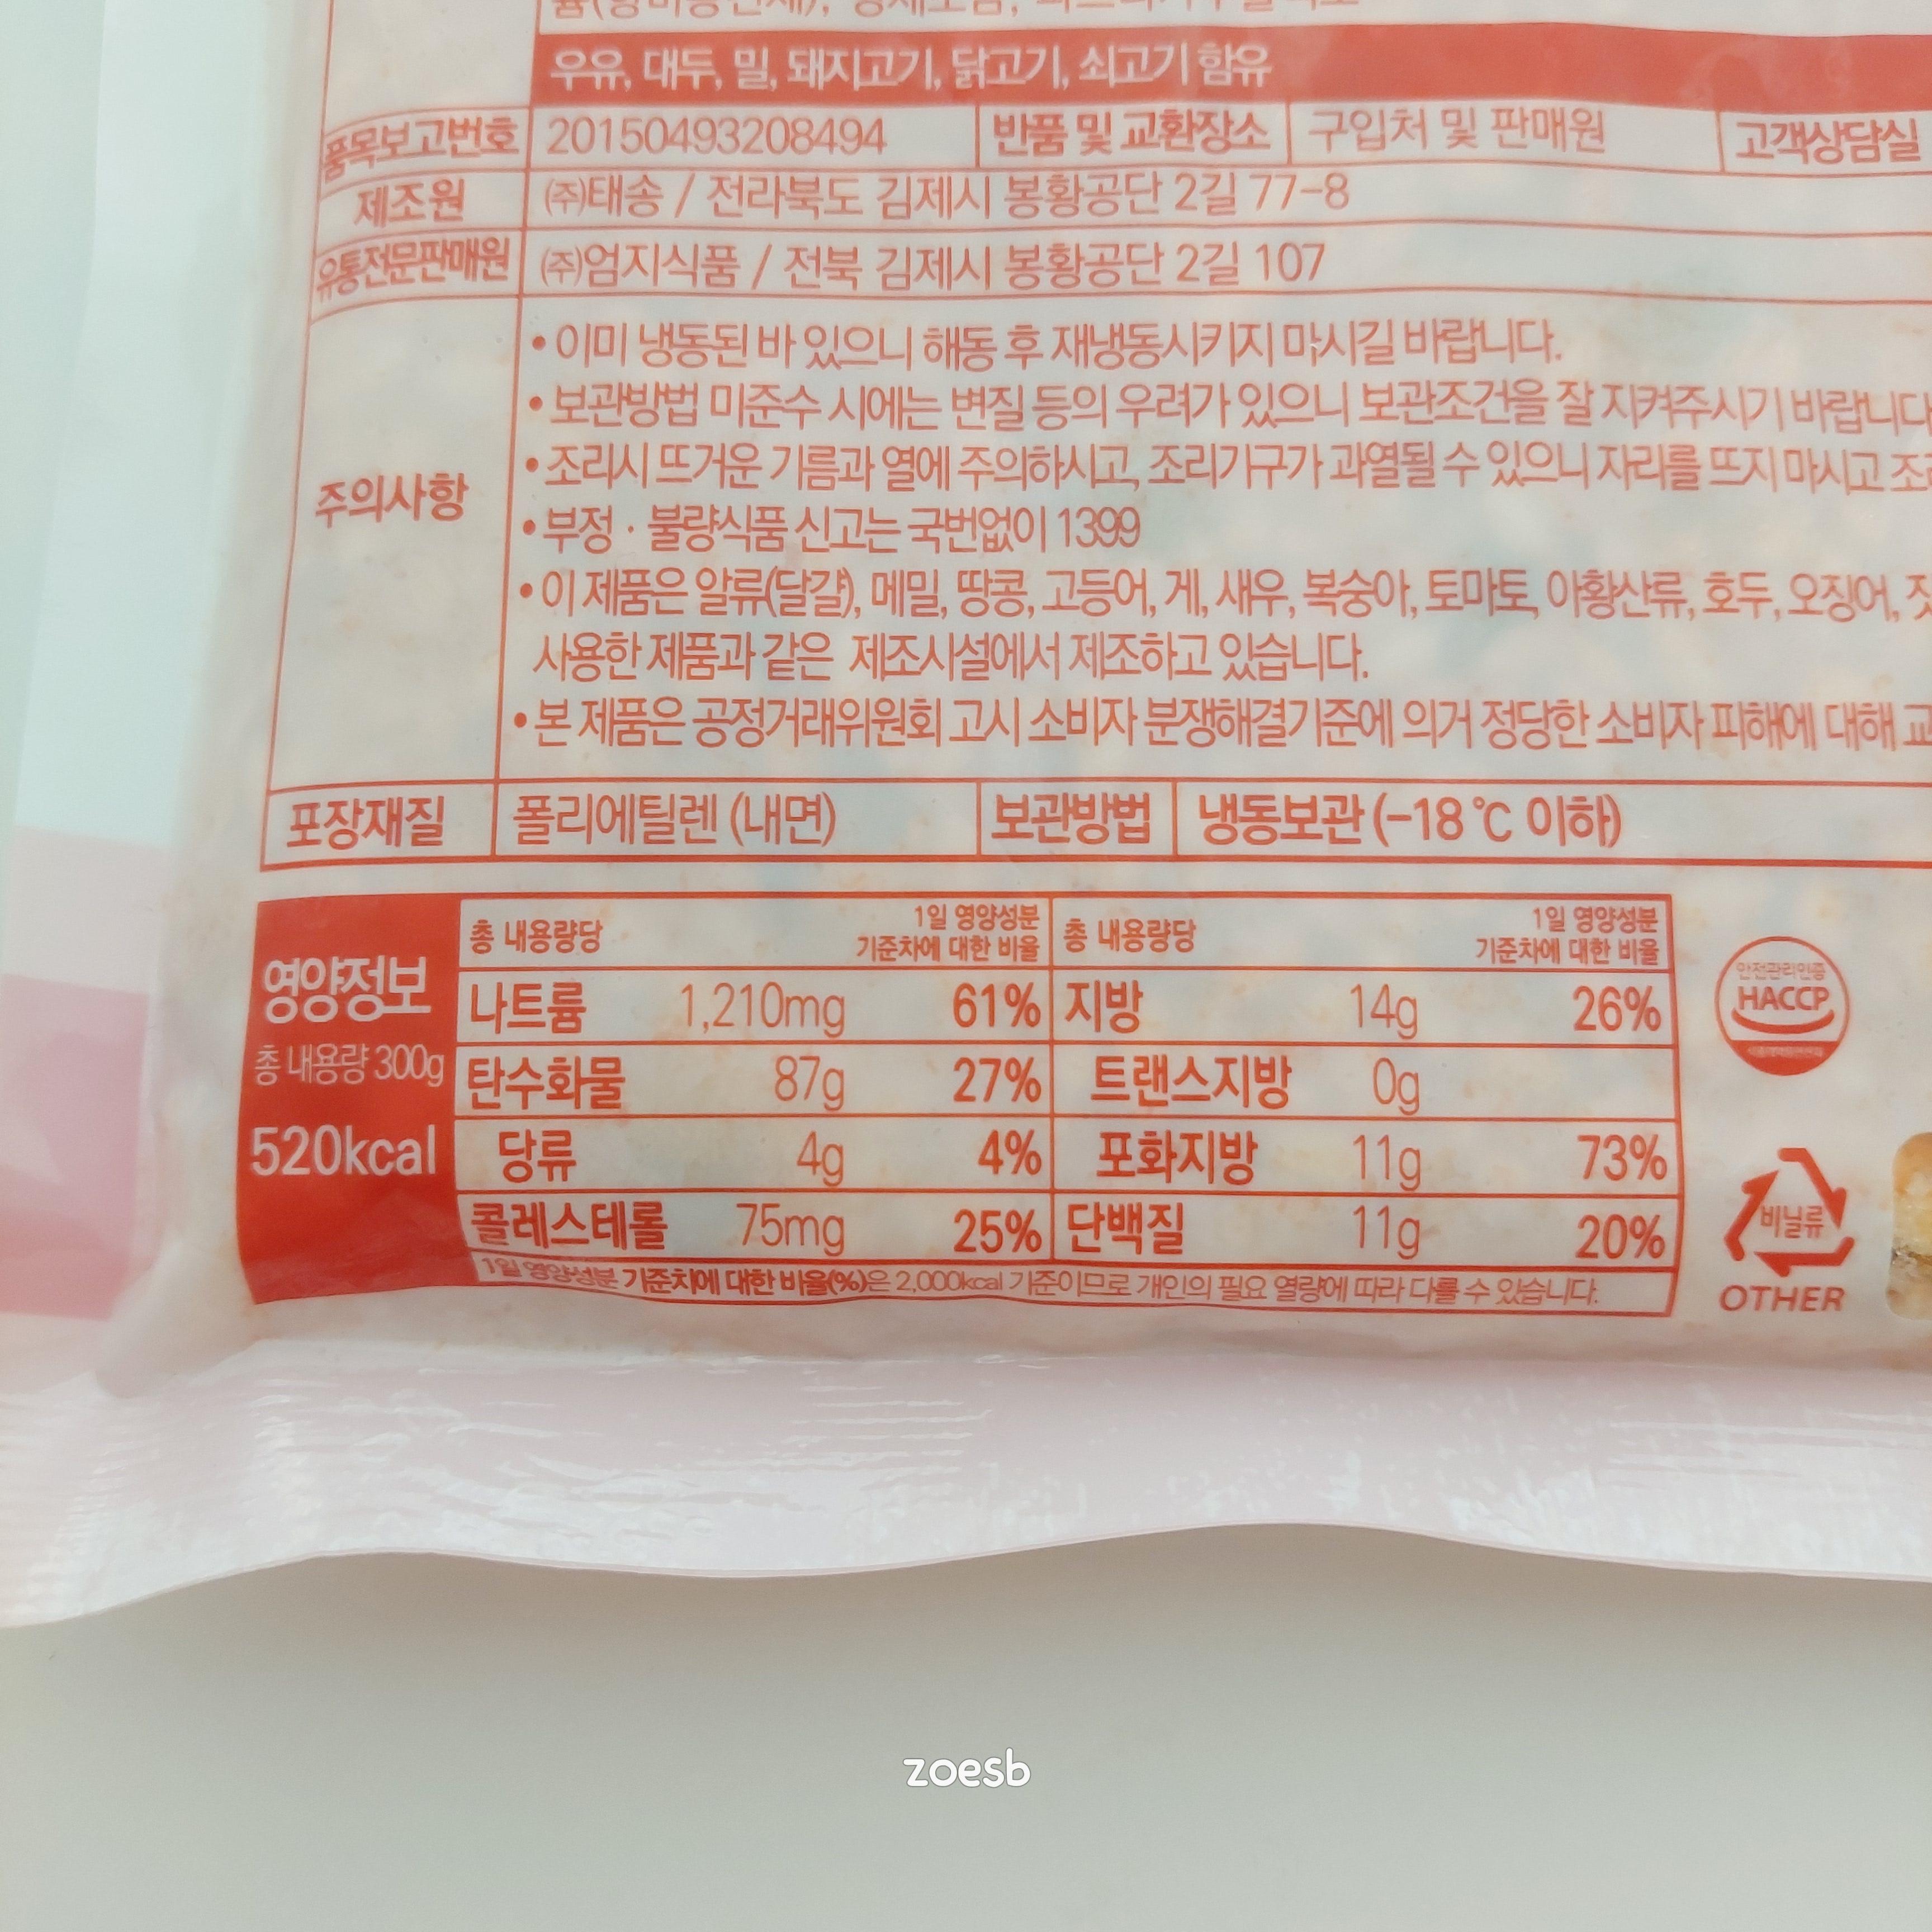 우유, 대두, 밀, 돼지고기, 닭고기, 쇠고기 함유
품목보고번호 20150493208494 반품 및 교환장소 구입처 및 판매원 고객상담실
제조원 ㈜태송 / 전라북도 김제시 봉황공단 2길 77-8
유통전문판매원 ㈜엄지식품 / 전북 김제시 봉황공단 2길 107
주의사항
• 이미 냉동된 바 있으니 해동 후 재냉동시키지 마시길 바랍니다.
• 보관방법 미준수 시에는 변질 등의 우려가 있으니 보관조건을 잘 지켜주시기 바랍니다
• 조리시 뜨거운 기름과 열에 주의하시고, 조리기구가 과열될 수 있으니 자리를 뜨지 마시고
• 부정 · 불량식품 신고는 국번없이 1399
• 이 제품은 알류(달걀), 메밀, 땅콩, 고등어, 게, 새우, 복숭아, 토마토, 아황산류, 호두, 오징어,
사용한 제품과 같은 제조시설에서 제조하고 있습니다.
• 본 제품은 공정거래위원회 고시 소비자 분쟁해결기준에 의거 정당한 소비자 피해에 대해
포장재질 폴리에틸렌 (내면) 보관방법 냉동보관 (-18℃ 이하)
영양정보
총 내용량 300g
520kcal
총 내용량당 1일 영양성분 기준치에 대한 비율 총 내용량당 1일 영양성분 기준치에 대한 비율
나트륨 1,210mg 61% 지방 14g 26%
탄수화물 87g 27% 트랜스지방 0g
당류 4g 4% 포화지방 11g 73%
콜레스테롤 75mg 25% 단백질 11g 20%
1일 영양성분 기준치에 대한 비율(%)은 2,000kcal 기준이므로 개인의 필요 열량에 따라 다를 수 있습니다.
안전관리인증
HACCP
비닐류
OTHER
zoesb